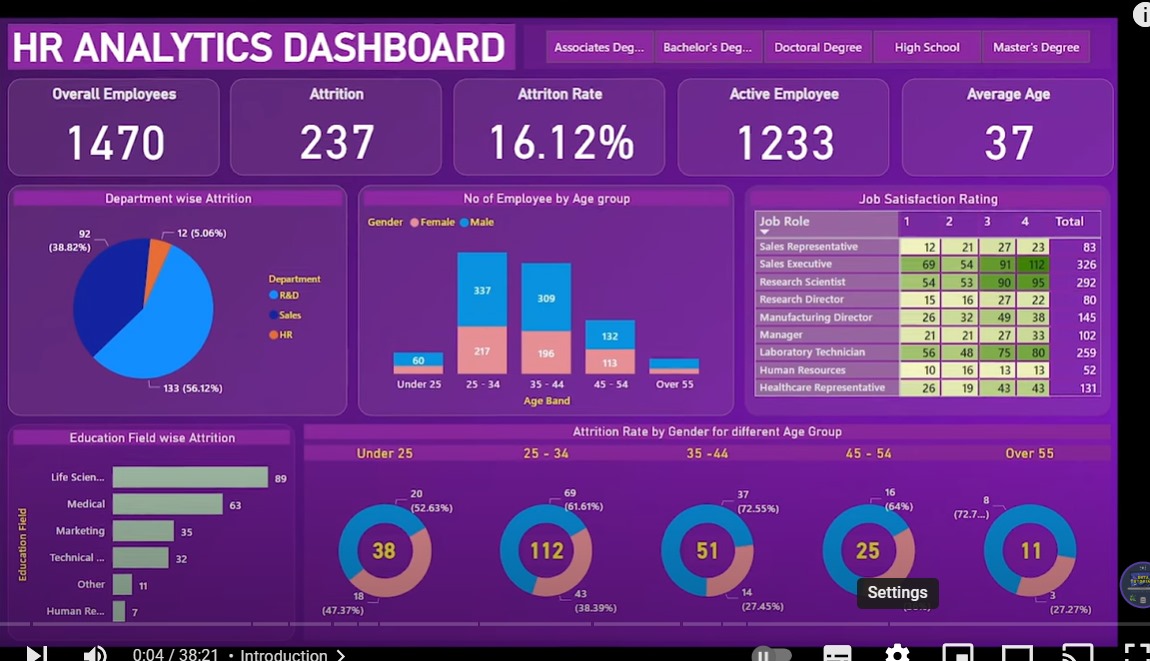 HR ANALYTICS DASHBOARD
Associates Deg... Bachelor's Deg... Doctoral Degree High School Master's Degree
Overall Employees
1470
Attrition
237
Attriton Rate
16.12%
Active Employee
1233
Average Age
37
Department wise Attrition
92
(38.82%)
12 (5.06%)
133 (56.12%)
Department
R&D
Sales
HR
No of Employee by Age group
Gender Female Male
60
337
217
309
196
132
113
Under 25 25 - 34 35 - 44 45 - 54 Over 55
Age Band
Job Satisfaction Rating
Job Role 1 2 3 4 Total
Sales Representative 12 21 27 23 83
Sales Executive 69 54 91 112 326
Research Scientist 54 53 90 95 292
Research Director 15 16 27 22 80
Manufacturing Director 26 32 49 38 145
Manager 21 21 27 33 102
Laboratory Technician 56 48 75 80 259
Human Resources 10 16 13 13 52
Healthcare Representative 26 19 43 43 131
Education Field wise Attrition
Education Field
Life Scien... 89
Medical 63
Marketing 35
Technical ... 32
Other 11
Human Re... 7
Attrition Rate by Gender for different Age Group
Under 25
20
(52.63%)
38
18
(47.37%)
25 - 34
69
(61.61%)
112
43
(38.39%)
35 -44
37
(72.55%)
51
14
(27.45%)
45 - 54
16
(64%)
25
Over 55
8
(72.7...)
11
3
(27.27%)
Settings
0:04 / 38:21 • Introduction